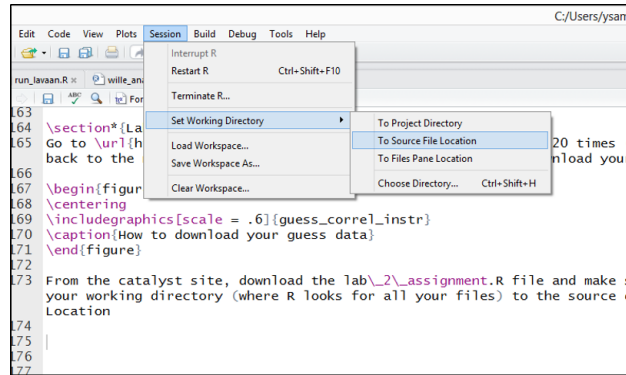 C:/Users/ysam
Edit Code View Plots Session Build Debug Tools Help
Interrupt R
Restart R Ctrl+Shift+F10
Terminate R...
Set Working Directory
Load Workspace...
Save Workspace As...
Clear Workspace...
To Project Directory
To Source File Location
To Files Pane Location
Choose Directory... Ctrl+Shift+H
run_lavaan.R wille_ana
ABC For
163
164 \section*{La
165 Go to \url{h 20 times
back to the nload you
166
167 \begin{figur
168 \centering
169 \includegraphics[scale = .6]{guess_correl_instr}
170 \caption{How to download your guess data}
171 \end{figure}
172
173 From the catalyst site, download the lab\_2\_assignment.R file and make
your working directory (where R looks for all your files) to the source
Location
174
175
176
177